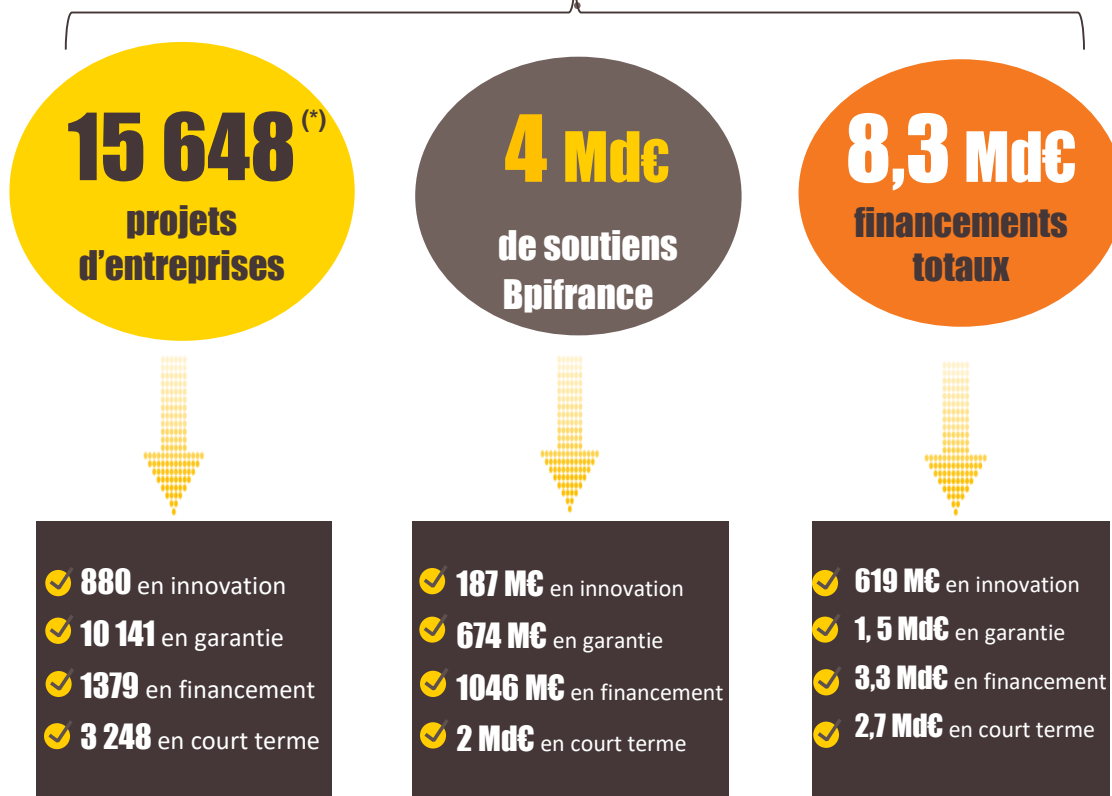 15 648 (*)
projets
d’entreprises
4 Md€
de soutiens
Bpifrance
8,3 Md€
financements
totaux
880 en innovation
10 141 en garantie
1379 en financement
3 248 en court terme
187 M€ en innovation
674 M€ en garantie
1046 M€ en financement
2 Md€ en court terme
619 M€ en innovation
1, 5 Md€ en garantie
3,3 Md€ en financement
2,7 Md€ en court terme